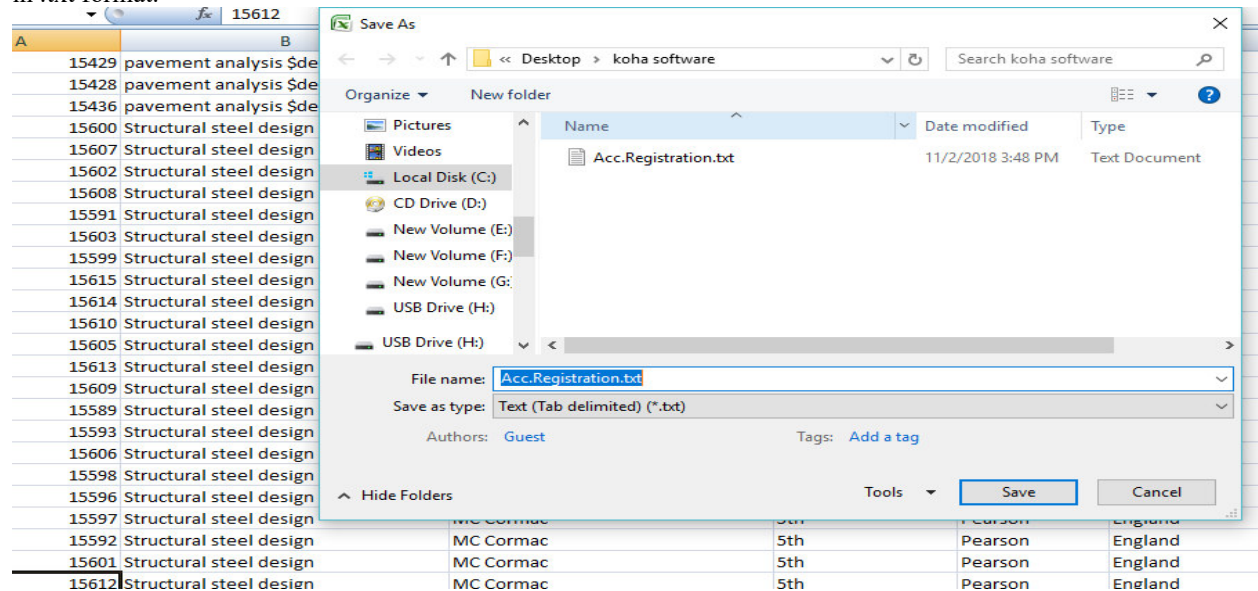 in .txt format.
fx 15612
A B
15429 pavement analysis $de
15428 pavement analysis $de
15436 pavement analysis $de
15600 Structural steel design
15607 Structural steel design
15602 Structural steel design
15608 Structural steel design
15591 Structural steel design
15603 Structural steel design
15599 Structural steel design
15615 Structural steel design
15614 Structural steel design
15610 Structural steel design
15605 Structural steel design
15613 Structural steel design
15609 Structural steel design
15589 Structural steel design
15593 Structural steel design
15606 Structural steel design
15598 Structural steel design
15596 Structural steel design
15597 Structural steel design MC Cormac 5th Pearson England
15592 Structural steel design MC Cormac 5th Pearson England
15601 Structural steel design MC Cormac 5th Pearson England
15612 Structural steel design MC Cormac 5th Pearson England
Save As
« Desktop › koha software
Search koha software
Organize New folder
Pictures
Videos
Local Disk (C:)
CD Drive (D:)
New Volume (E:)
New Volume (F:)
New Volume (G:
USB Drive (H:)
USB Drive (H:)
Name Date modified Type
Acc.Registration.txt 11/2/2018 3:48 PM Text Document
File name: Acc.Registration.txt
Save as type: Text (Tab delimited) (*.txt)
Authors: Guest Tags: Add a tag
Hide Folders Tools Save Cancel